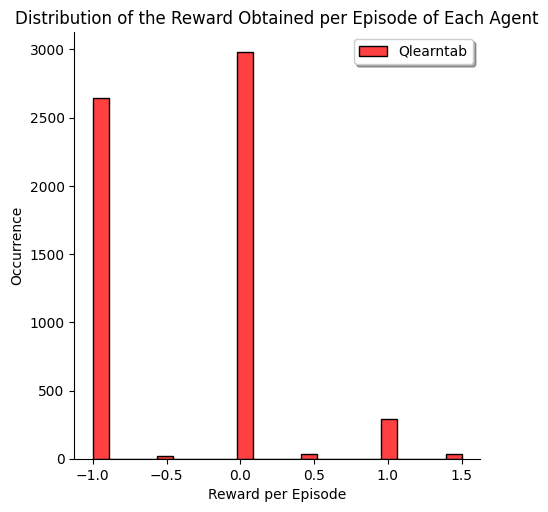 Distribution of the Reward Obtained per Episode of Each Agent
Qlearntab
3000
2500
2000
1500
1000
500
0
Occurrence
−1.0 −0.5 0.0 0.5 1.0 1.5
Reward per Episode